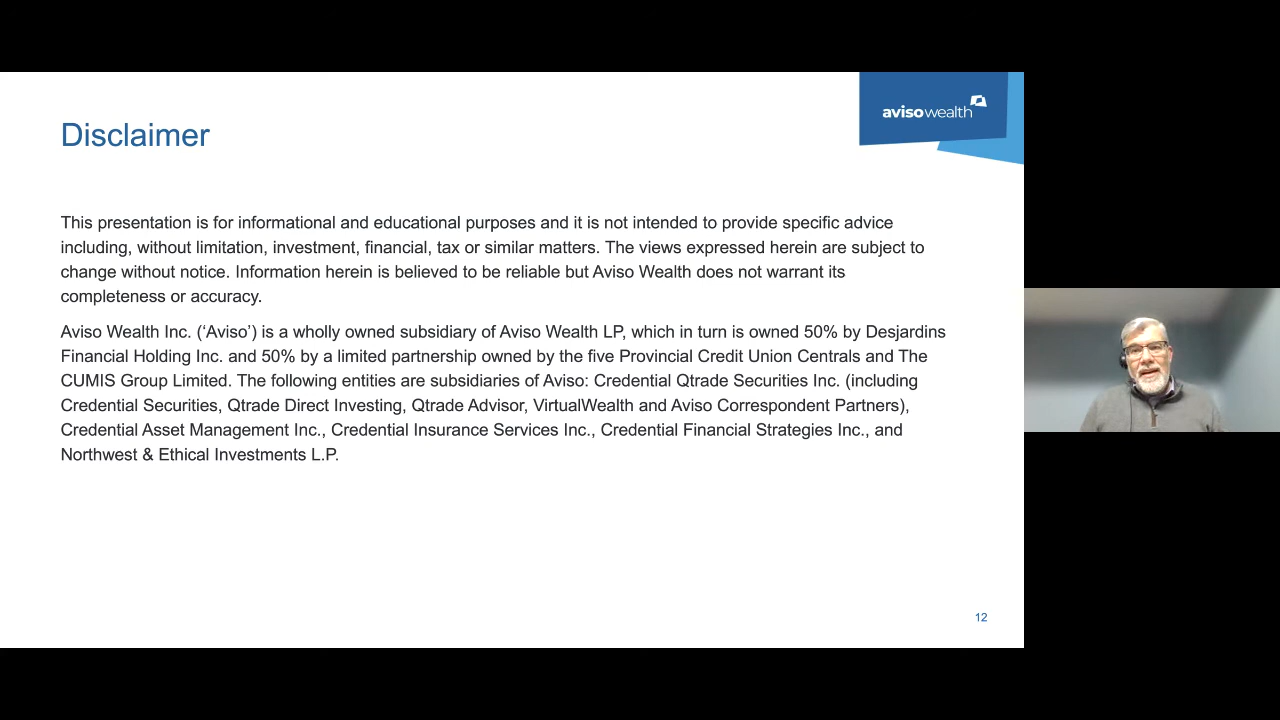 avisowealth
Disclaimer
This presentation is for informational and educational purposes and it is not intended to provide specific advice
including, without limitation, investment, financial, tax or similar matters. The views expressed herein are subject to
change without notice. Information herein is believed to be reliable but Aviso Wealth does not warrant its
completeness or accuracy.
Aviso Wealth Inc. (‘Aviso’) is a wholly owned subsidiary of Aviso Wealth LP, which in turn is owned 50% by Desjardins
Financial Holding Inc. and 50% by a limited partnership owned by the five Provincial Credit Union Centrals and The
CUMIS Group Limited. The following entities are subsidiaries of Aviso: Credential Qtrade Securities Inc. (including
Credential Securities, Qtrade Direct Investing, Qtrade Advisor, VirtualWealth and Aviso Correspondent Partners),
Credential Asset Management Inc., Credential Insurance Services Inc., Credential Financial Strategies Inc., and
Northwest & Ethical Investments L.P.
12